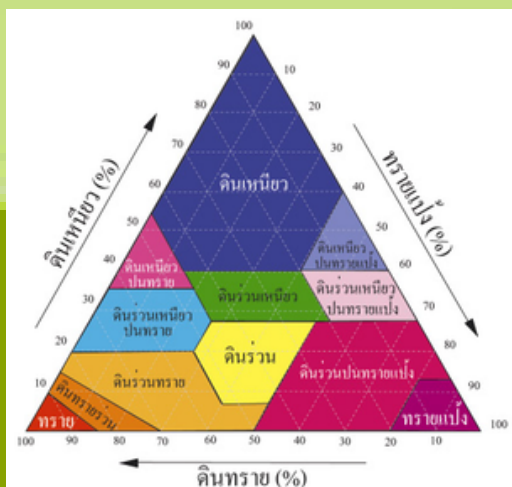 100
90
80
70
60
50
40
30
20
10
10
20
30
40
50
60
70
80
90
100
ดินเหนียว (%)
ทรายแป้ง (%)
ดินเหนียว
ดินเหนียว
ปนทรายแป้ง
ดินเหนียว
ปนทราย
ดินร่วนเหนียว
ดินร่วนเหนียว
ปนทรายแป้ง
ดินร่วนเหนียว
ปนทราย
ดินร่วน
ดินร่วนทราย
ดินร่วนปนทรายแป้ง
ทราย
ดินทรายร่วน
ทรายแป้ง
100
90
80
70
60
50
40
30
20
10
ดินทราย (%)